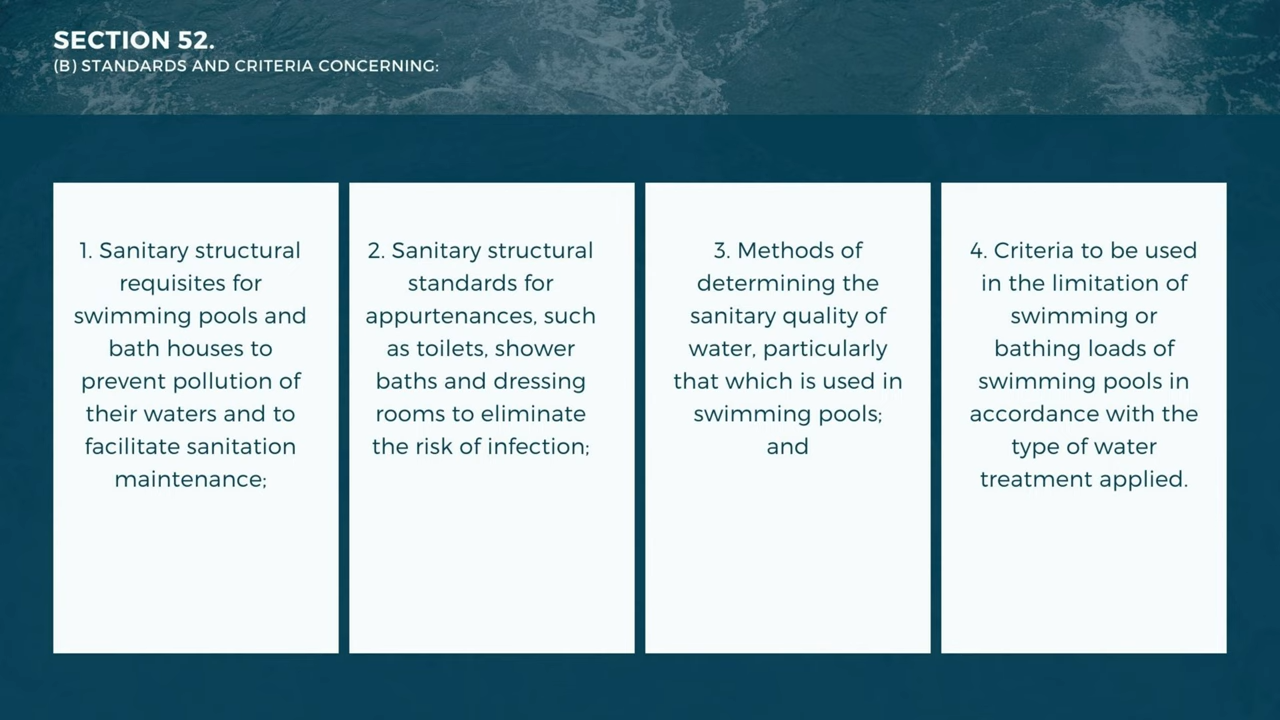 SECTION 52.
(B) STANDARDS AND CRITERIA CONCERNING:
1. Sanitary structural
requisites for
swimming pools and
bath houses to
prevent pollution of
their waters and to
facilitate sanitation
maintenance;
2. Sanitary structural
standards for
appurtenances, such
as toilets, shower
baths and dressing
rooms to eliminate
the risk of infection;
3. Methods of
determining the
sanitary quality of
water, particularly
that which is used in
swimming pools;
and
4. Criteria to be used
in the limitation of
swimming or
bathing loads of
swimming pools in
accordance with the
type of water
treatment applied.